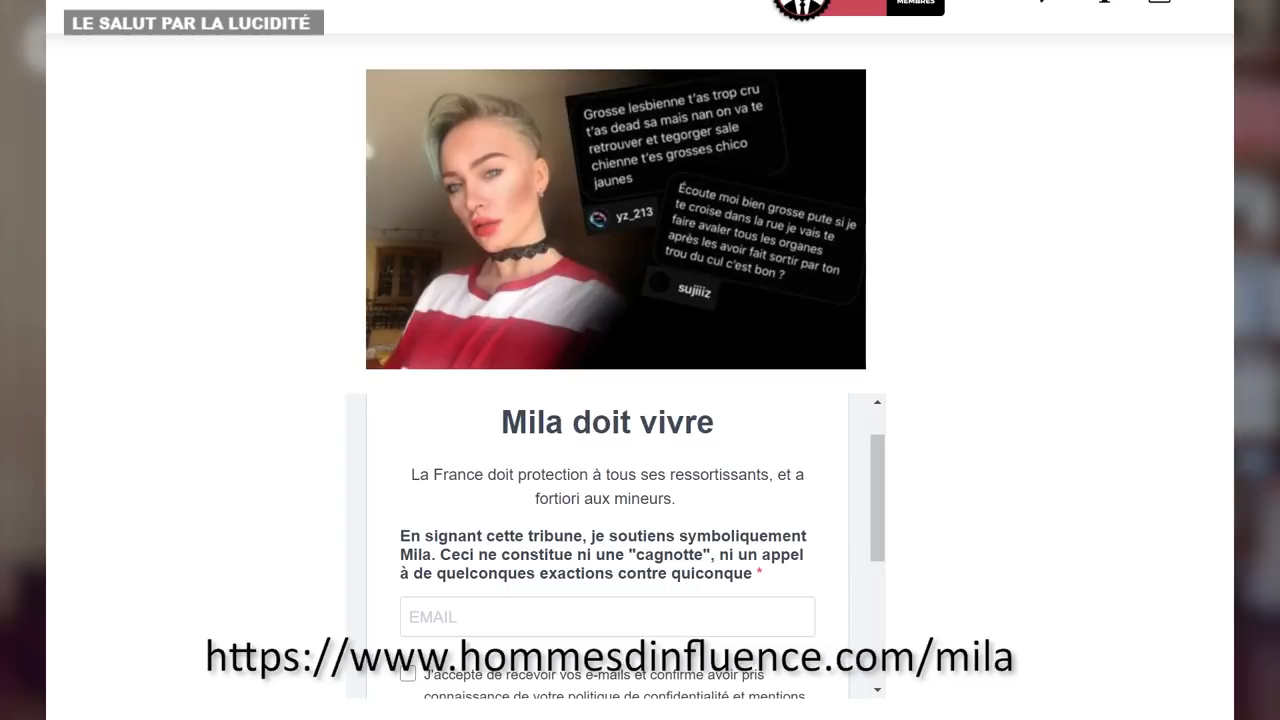 MEMBRES
LE SALUT PAR LA LUCIDITÉ
Grosse lesbienne t'as trop cru
t'as dead sa mais nan on va te
retrouver et tegorger sale
chienne t'es grosses chico
jaunes
yz_213
Écoute moi bien grosse pute si je
te croise dans la rue je vais te
faire avaler tous les organes
après les avoir fait sortir par ton
trou du cul c'est bon ?
sujiiiz
Mila doit vivre
La France doit protection à tous ses ressortissants, et a
fortiori aux mineurs.
En signant cette tribune, je soutiens symboliquement
Mila. Ceci ne constitue ni une "cagnotte", ni un appel
à de quelconques exactions contre quiconque *
EMAIL
https://www.hommesdinfluence.com/mila
J'accepte de recevoir vos e-mails et confirme avoir pris
connaissance de votre politique de confidentialité et mentions